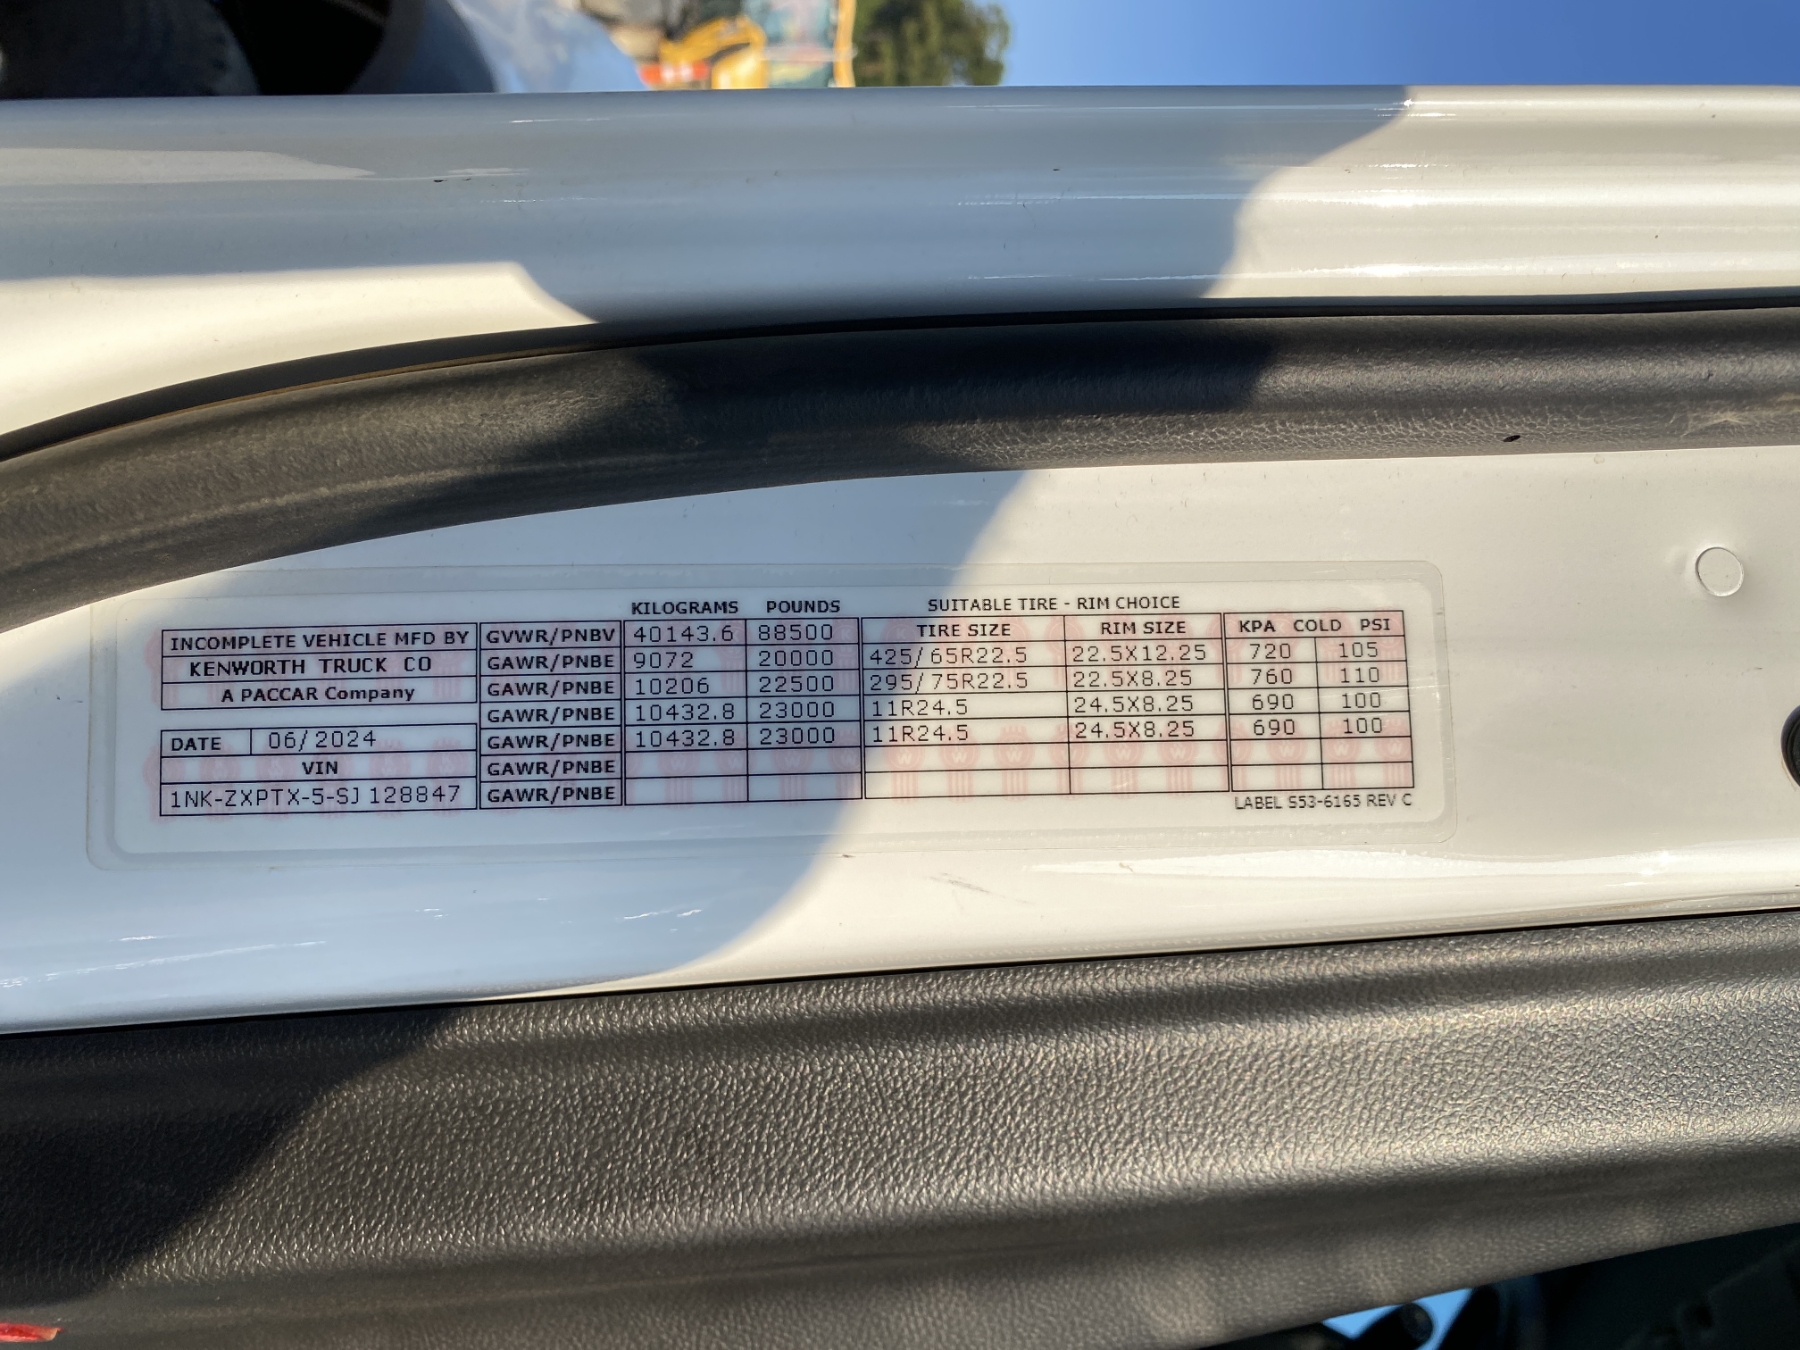 KILOGRAMS POUNDS SUITABLE TIRE - RIM CHOICE
INCOMPLETE VEHICLE MFD BY GVWR/PNBV 40143.6 88500 TIRE SIZE RIM SIZE KPA COLD PSI
KENWORTH TRUCK CO GAWR/PNBE 9072 20000 425/65R22.5 22.5X12.25 720 105
A PACCAR Company GAWR/PNBE 10206 22500 295/75R22.5 22.5X8.25 760 110
GAWR/PNBE 10432.8 23000 11R24.5 24.5X8.25 690 100
DATE 06/2024 GAWR/PNBE 10432.8 23000 11R24.5 24.5X8.25 690 100
VIN GAWR/PNBE
1NK-ZXPTX-5-SJ128847 GAWR/PNBE
LABEL S53-6165 REV C